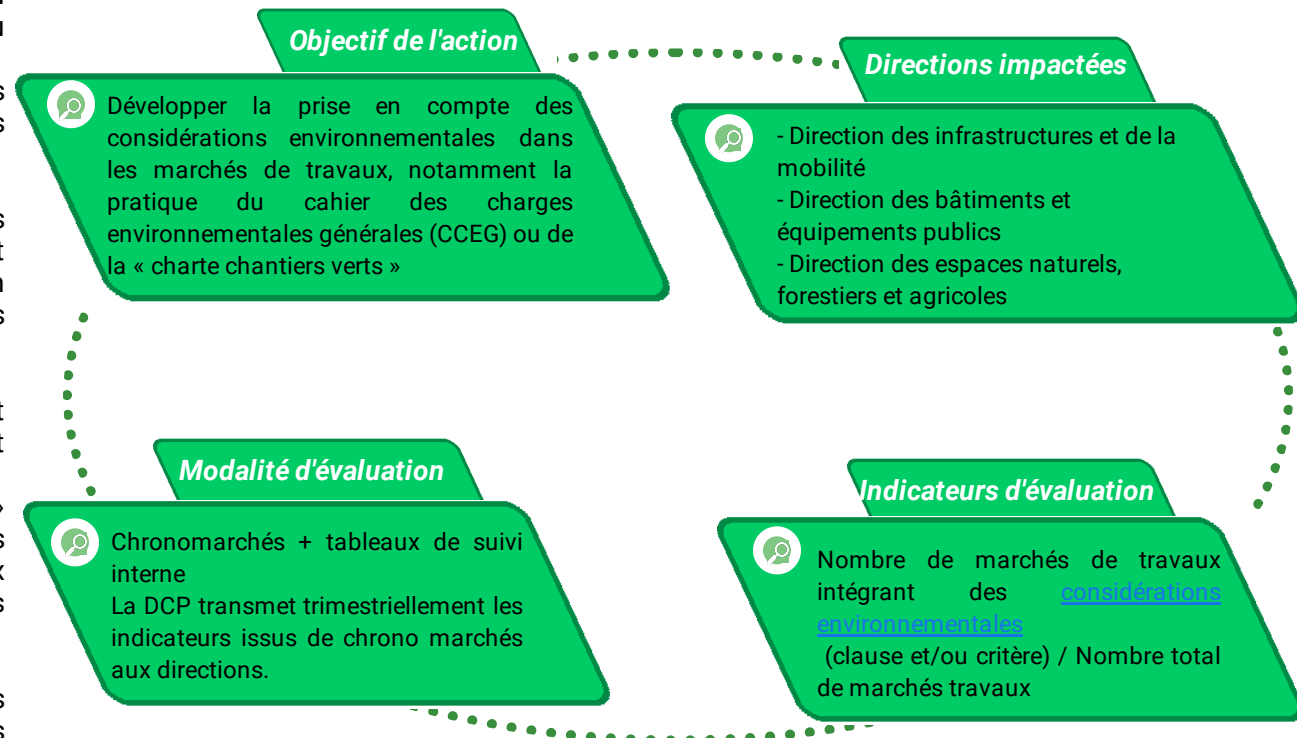 Objectif de l'action
Développer la prise en compte des
considérations environnementales dans
les marchés de travaux, notamment la
pratique du cahier des charges
environnementales générales (CCEG) ou de
la « charte chantiers verts »
Directions impactées
- Direction des infrastructures et de la
mobilité
- Direction des bâtiments et
équipements publics
- Direction des espaces naturels,
forestiers et agricoles
Modalité d'évaluation
Chronomarchés + tableaux de suivi
interne
La DCP transmet trimestriellement les
indicateurs issus de chrono marchés
aux directions.
Indicateurs d'évaluation
Nombre de marchés de travaux
intégrant des considérations
environnementales
(clause et/ou critère) / Nombre total
de marchés travaux